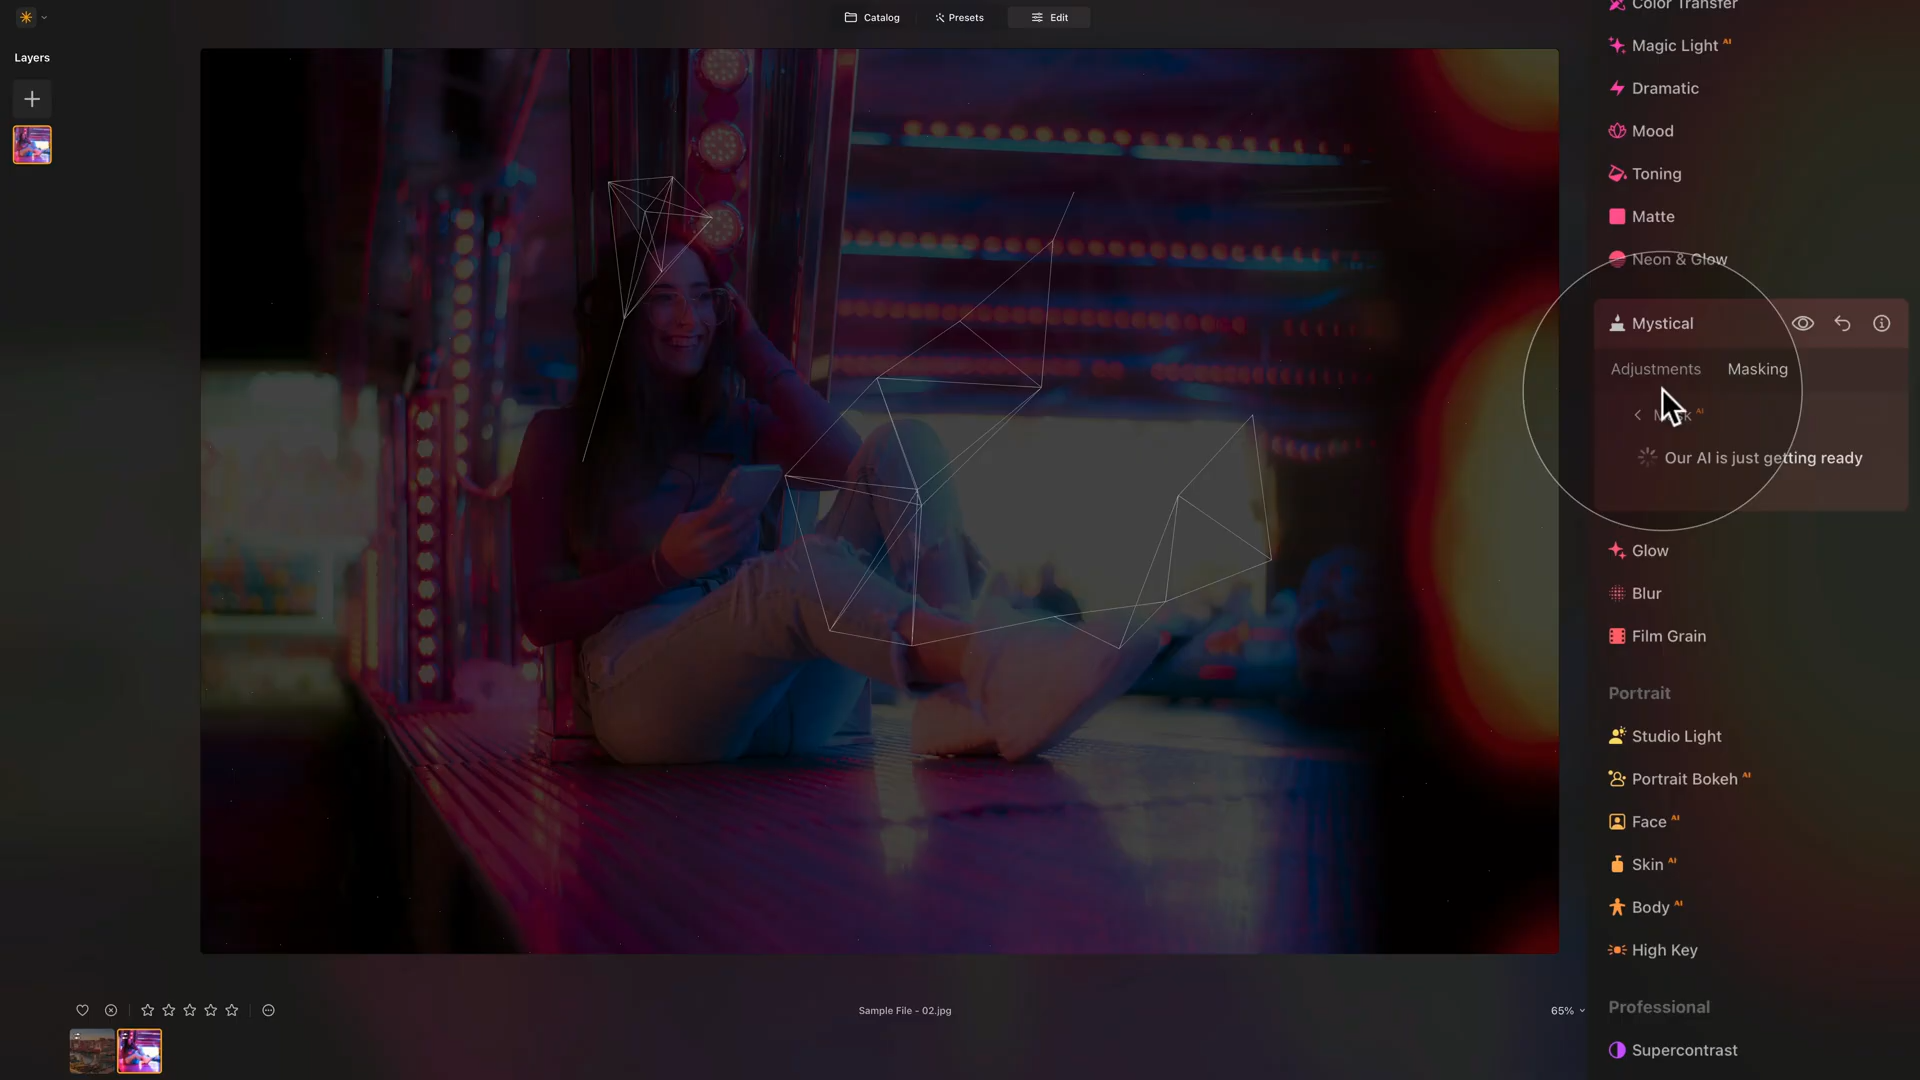 Catalog
Presets
Edit
Layers
Color Transfer
Magic Light AI
Dramatic
Mood
Toning
Matte
Neon & Glow
Mystical
Adjustments
Masking
AI
Our AI is just getting ready
Glow
Blur
Film Grain
Portrait
Studio Light
Portrait Bokeh AI
Face AI
Skin AI
Body AI
High Key
Professional
Supercontrast
Sample File - 02.jpg
65%